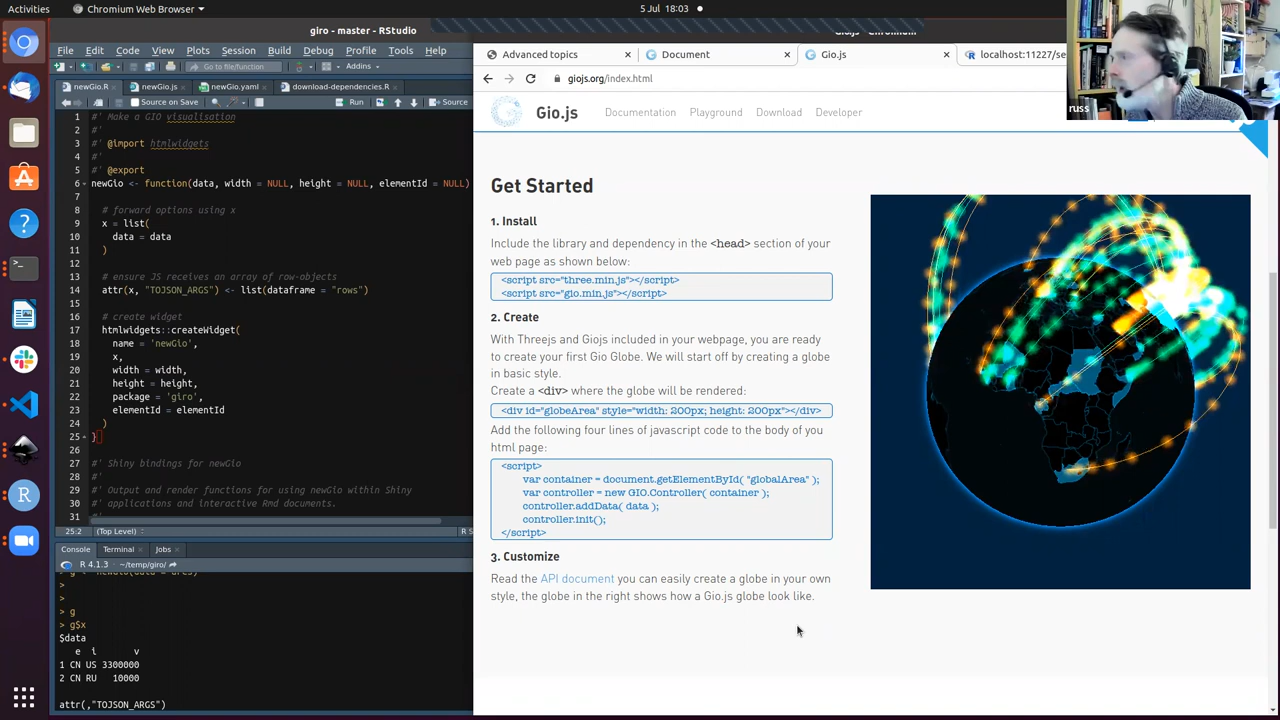 Activities
Chromium Web Browser
5 Jul 18:03
giro - master - RStudio
Gio.js - Chromium
File Edit Code View Plots Session Build Debug Profile Tools Help
Go to file/function
Addins
newGio.R
newGio.js
newGio.yaml
download-dependencies.R
Source on Save
Run
Source
1 #' Make a GIO visualisation
2 #'
3 #' @import htmlwidgets
4 #'
5 #' @export
6 newGio <- function(data, width = NULL, height = NULL, elementId = NULL)
7
8 # forward options using x
9 x = list(
10 data = data
11 )
12
13 # ensure JS receives an array of row-objects
14 attr(x, "TOJSON_ARGS") <- list(dataframe = "rows")
15
16 # create widget
17 htmlwidgets::createWidget(
18 name = 'newGio',
19 x,
20 width = width,
21 height = height,
22 package = 'giro',
23 elementId = elementId
24 )
25 }
26
27 #' Shiny bindings for newGio
28 #'
29 #' Output and render functions for using newGio within Shiny
30 #' applications and interactive Rmd documents.
31 #'
25:2 (Top Level)
R S
Console Terminal Jobs
R 4.1.3 · ~/temp/giro/
> g <- newGio(data = arcs)
>
>
> g
> g$x
$data
e i v
1 CN US 3300000
2 CN RU 10000
attr(,"TOJSON_ARGS")
Advanced topics
Document
Gio.js
localhost:11227/se
giojs.org/index.html
Gio.js
Documentation Playground Download Developer
Get Started
1. Install
Include the library and dependency in the <head> section of your
web page as shown below:
<script src="three.min.js"></script>
<script src="gio.min.js"></script>
2. Create
With Threejs and Giojs included in your webpage, you are ready
to create your first Gio Globe. We will start off by creating a globe
in basic style.
Create a <div> where the globe will be rendered:
<div id="globeArea" style="width: 200px; height: 200px"></div>
Add the following four lines of javascript code to the body of you
html page:
<script>
var container = document.getElementById( "globalArea" );
var controller = new GIO.Controller( container );
controller.addData( data );
controller.init();
</script>
3. Customize
Read the API document you can easily create a globe in your own
style, the globe in the right shows how a Gio.js globe look like.
russ